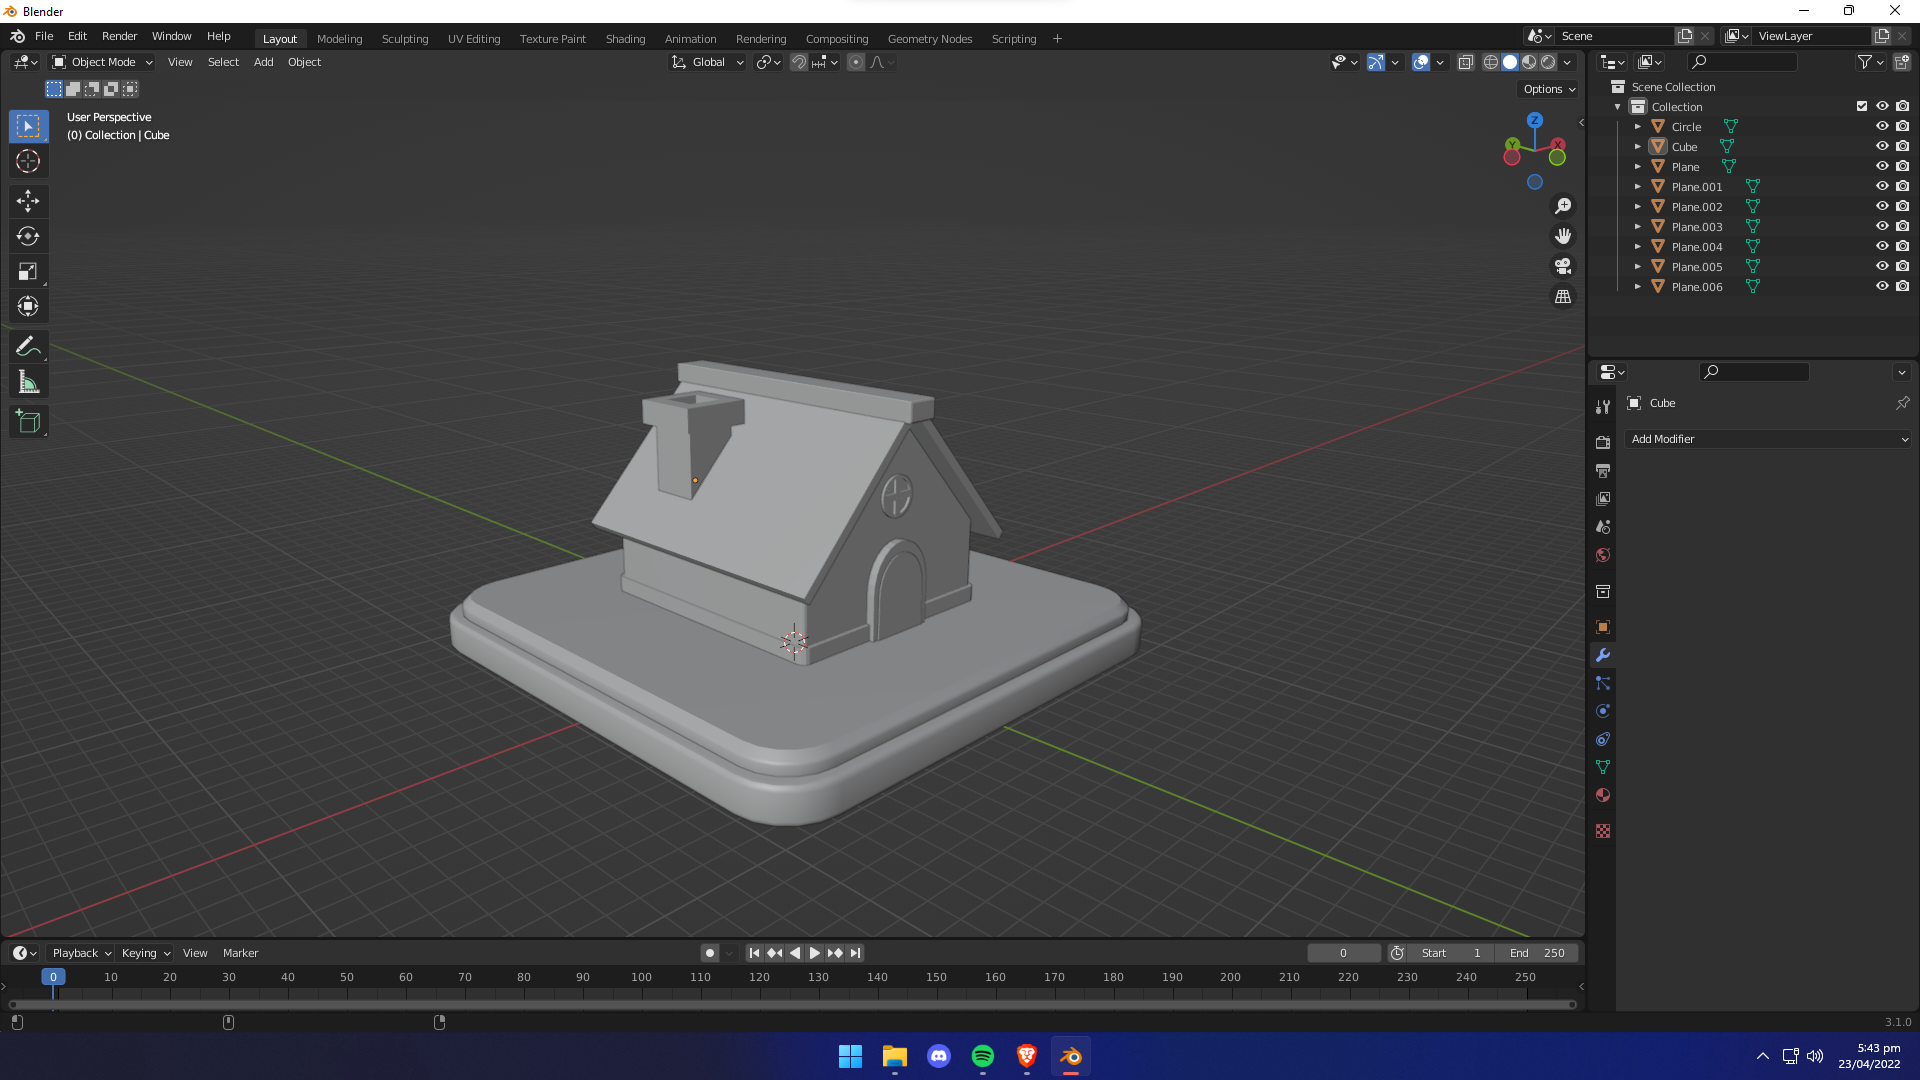 Blender
File Edit Render Window Help Layout Modeling Sculpting UV Editing Texture Paint Shading Animation Rendering Compositing Geometry Nodes Scripting + Scene ViewLayer
Object Mode View Select Add Object Global
Options
User Perspective
(0) Collection | Cube
Z
Y X
Scene Collection
Collection
Circle
Cube
Plane
Plane.001
Plane.002
Plane.003
Plane.004
Plane.005
Plane.006
Cube
Add Modifier
Playback Keying View Marker 0 Start 1 End 250
0 10 20 30 40 50 60 70 80 90 100 110 120 130 140 150 160 170 180 190 200 210 220 230 240 250
3.1.0
5:43 pm
23/04/2022